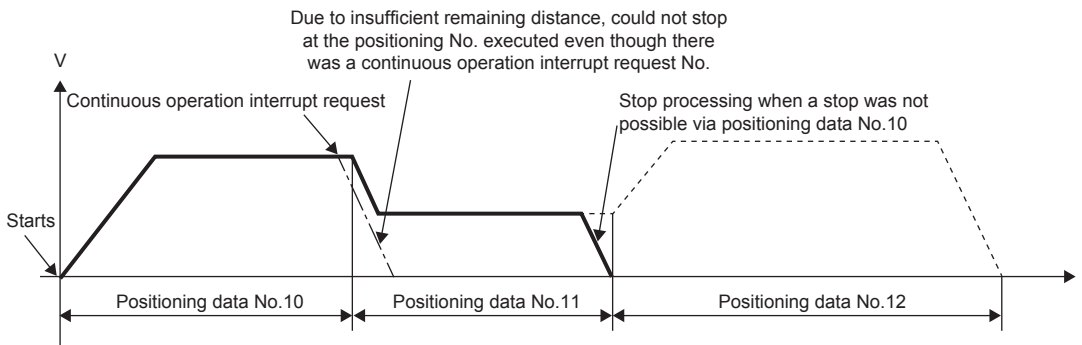 Due to insufficient remaining distance, could not stop
at the positioning No. executed even though there
was a continuous operation interrupt request No.
V
Continuous operation interrupt request
Stop processing when a stop was not
possible via positioning data No.10
Starts
Positioning data No.10
Positioning data No.11
Positioning data No.12